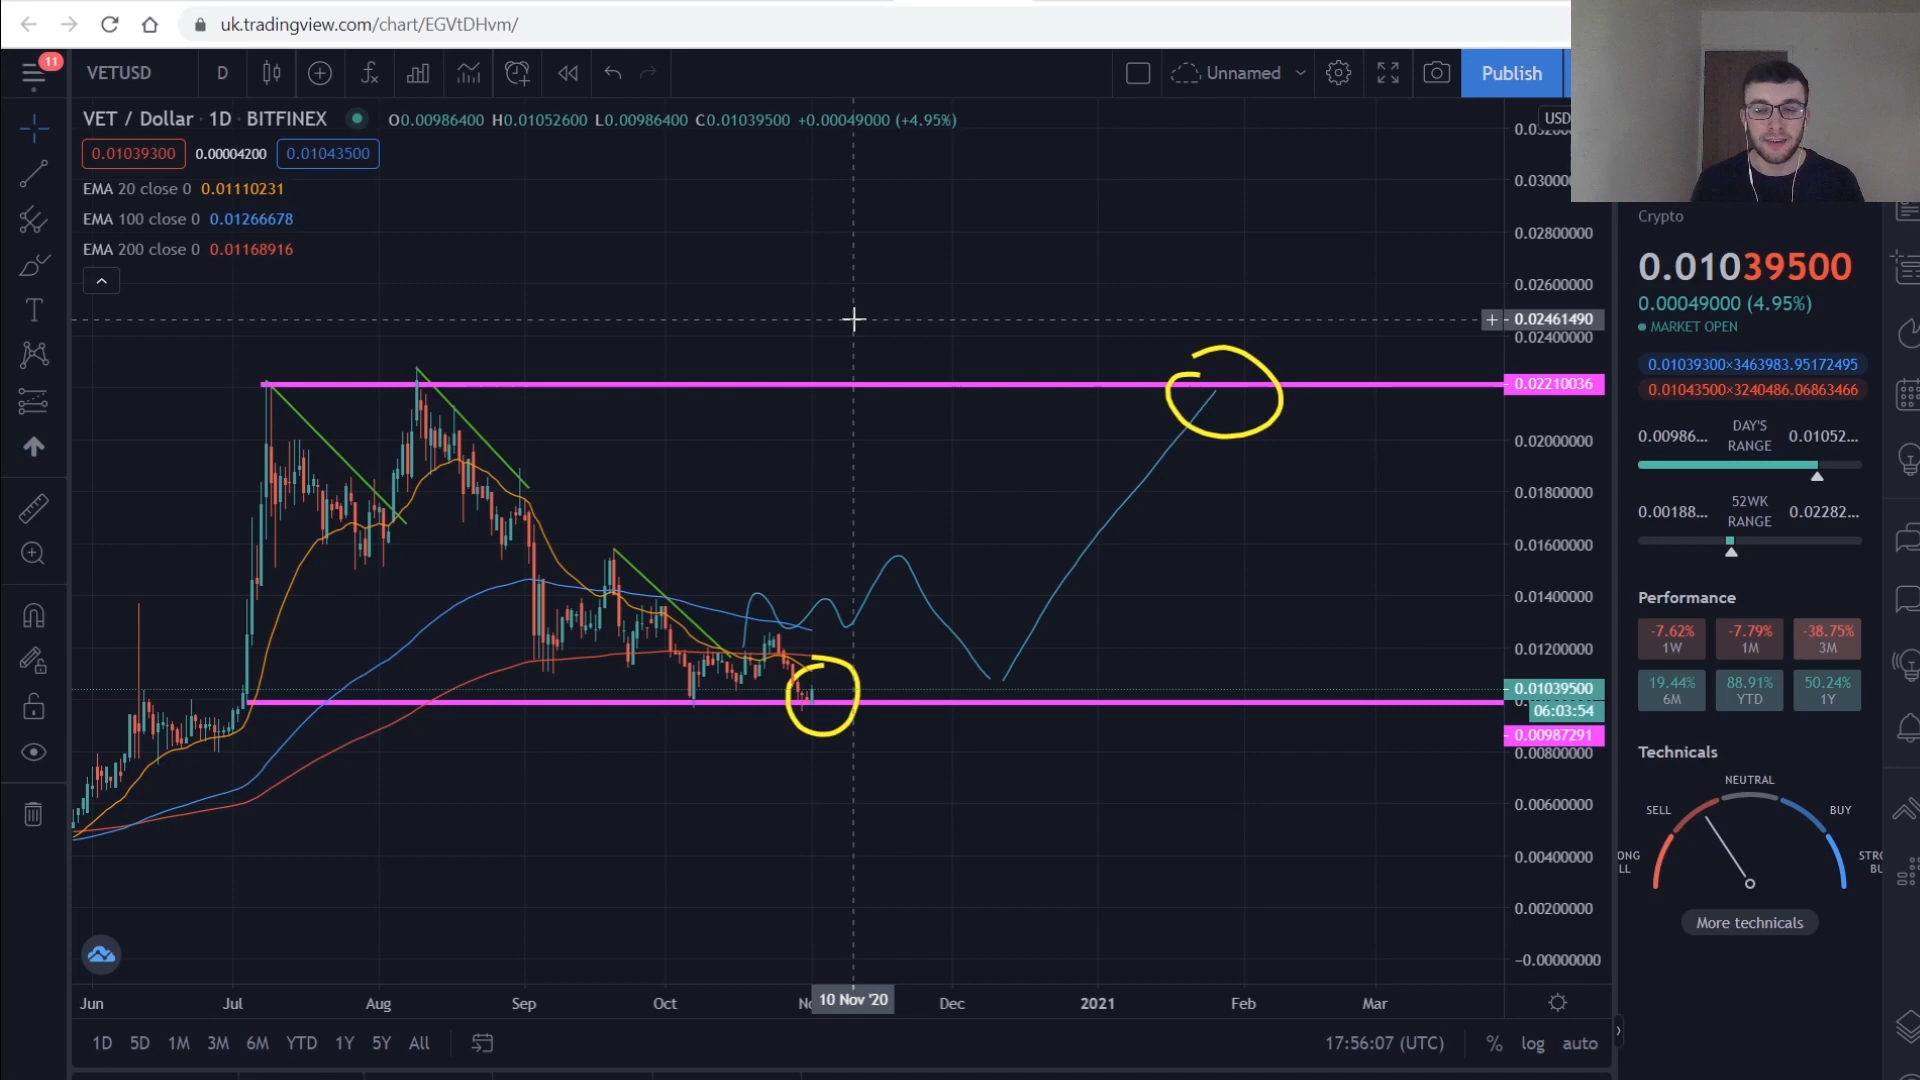 uk.tradingview.com/chart/EGVtDHvm/
11
VETUSD
D
Unnamed
Publish
VET / Dollar · 1D · BITFINEX
O0.00986400 H0.01052600 L0.00986400 C0.01039500 +0.00049000 (+4.95%)
USD
0.01039300
0.00004200
0.01043500
EMA 20 close 0 0.01110231
EMA 100 close 0 0.01266678
EMA 200 close 0 0.01168916
0.02800000
0.02600000
0.02461490
0.02400000
0.02210036
0.02000000
0.01800000
0.01600000
0.01400000
0.01200000
0.01039500
06:03:54
0.00987291
0.00800000
0.00600000
0.00400000
0.00200000
−0.00000000
Jun
Jul
Aug
Sep
Oct
10 Nov '20
Dec
2021
Feb
Mar
1D 5D 1M 3M 6M YTD 1Y 5Y All
17:56:07 (UTC)
% log auto
Crypto
0.01039500
0.00049000 (4.95%)
MARKET OPEN
0.01039300×3463983.95172495
0.01043500×3240486.06863466
0.00986... DAY'S RANGE 0.01052...
0.00188... 52WK RANGE 0.02282...
Performance
-7.62% 1W
-7.79% 1M
-38.75% 3M
19.44% 6M
88.91% YTD
50.24% 1Y
Technicals
NEUTRAL
SELL
BUY
More technicals